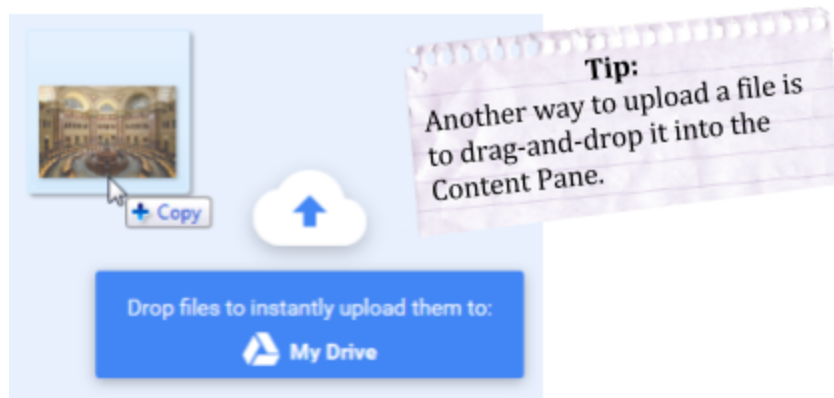 Tip:
Another way to upload a file is
to drag-and-drop it into the
Content Pane.
Copy
Drop files to instantly upload them to:
My Drive